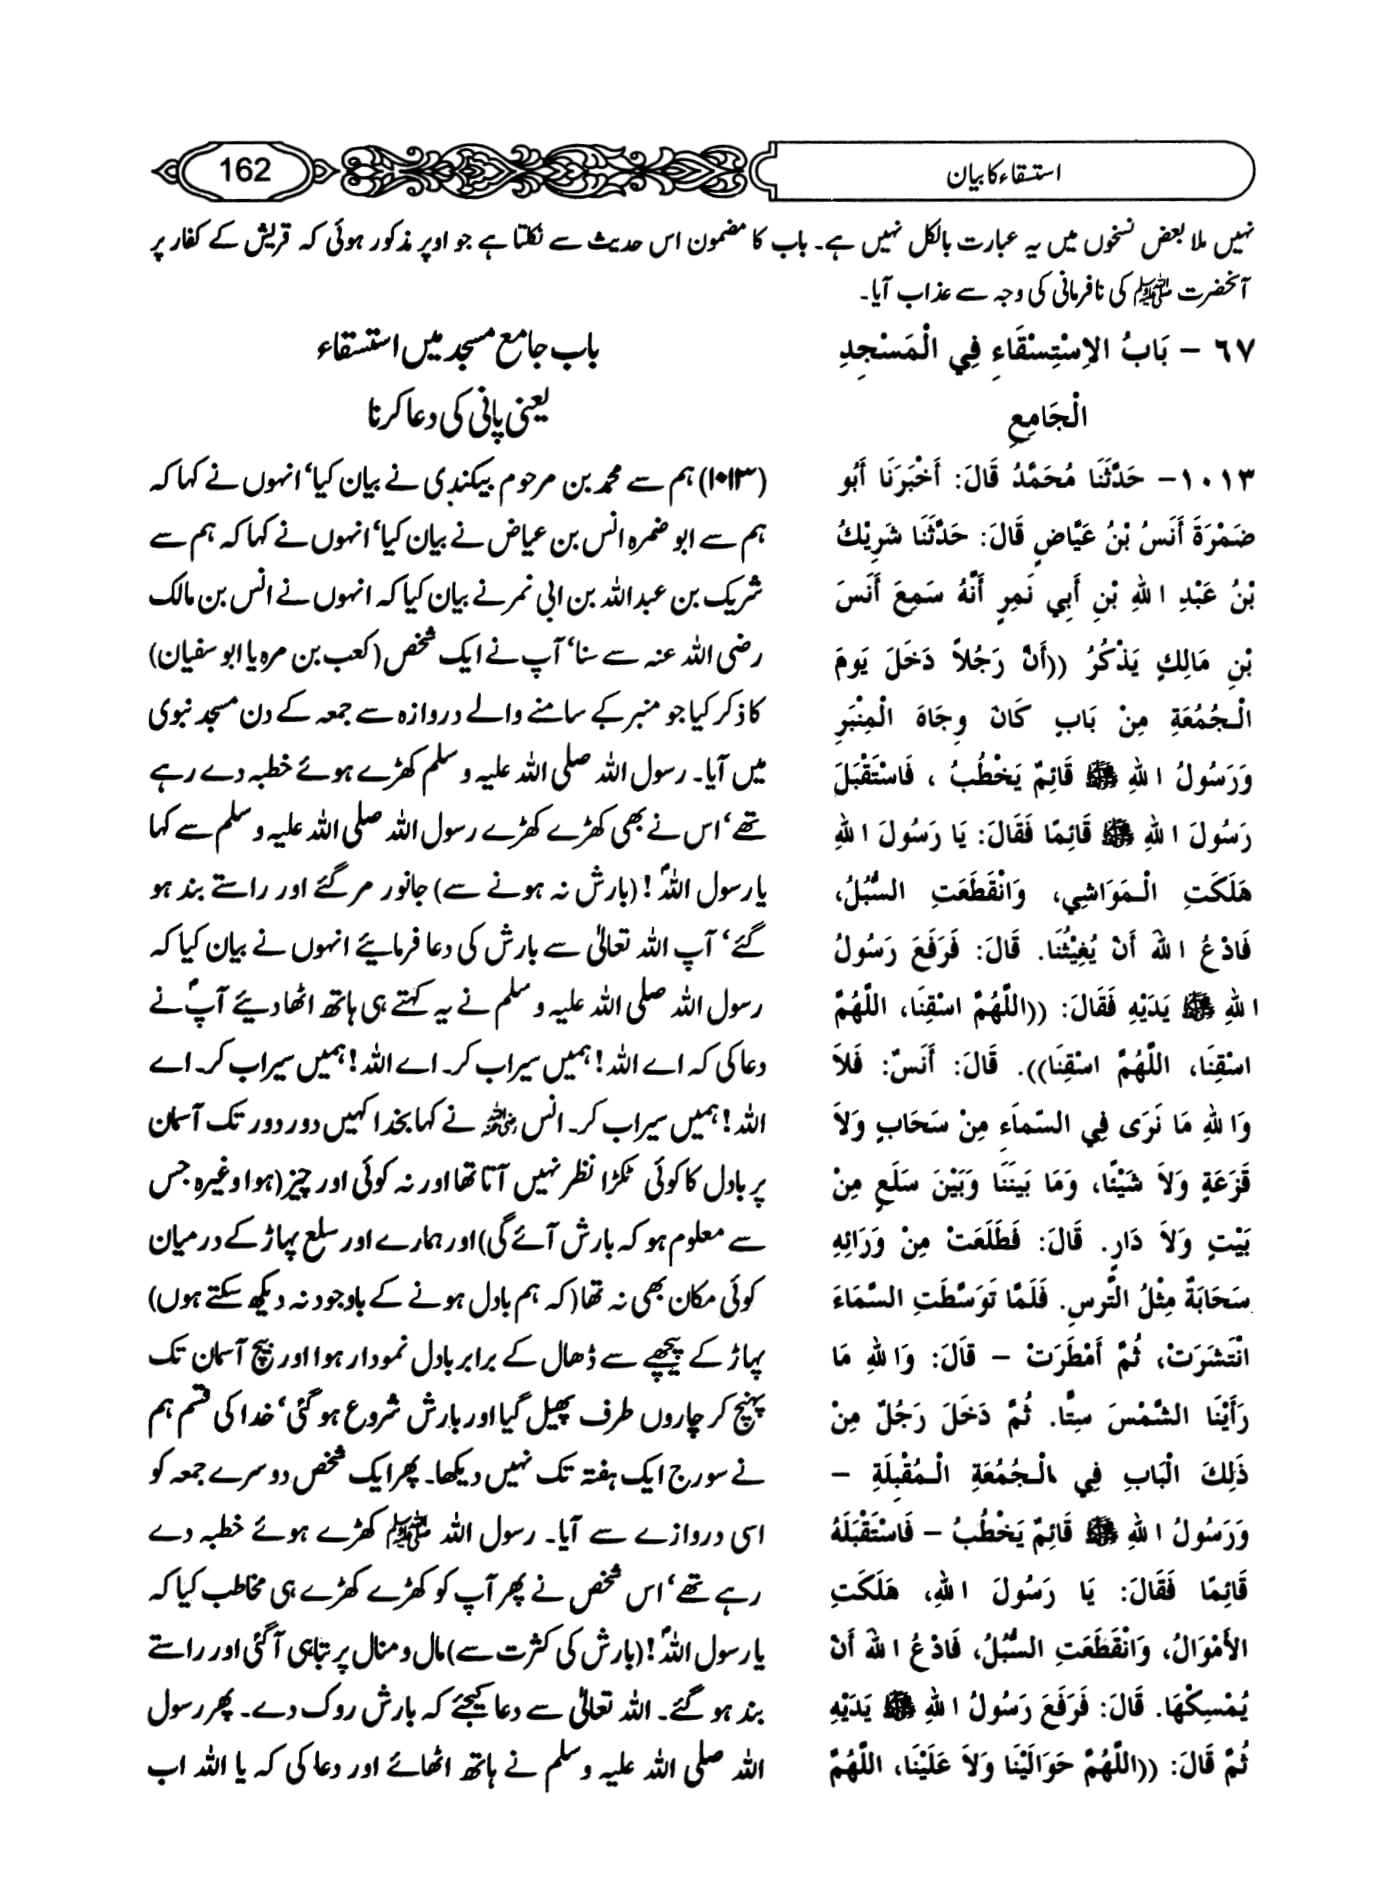 استسقاء کا بیان
162
نہیں ملا بعض نسخوں میں یہ عبارت بالکل نہیں ہے۔ باب کا مضمون اس حدیث سے نکلتا ہے جو اوپر مذکور ہوئی کہ قریش کے کفار پر
آنحضرت ﷺ کی نافرمانی کی وجہ سے عذاب آیا۔
٦٧ – بَابُ الاِسْتِسْقَاءِ فِي الْمَسْجِدِ
الْجَامِعِ
١٠١٣– حَدَّثَنَا مُحَمَّدٌ قَالَ: أَخْبَرَنَا أَبُو
ضَمْرَةَ أَنَسُ بْنُ عَيَّاضٍ قَالَ: حَدَّثَنَا شَرِيْكُ
بْنُ عَبْدِ اللهِ بْنِ أَبِي نَمِرٍ أَنَّهُ سَمِعَ أَنَسَ
بْنِ مَالِكٍ يَذْكُرُ ((أَنَّ رَجُلاً دَخَلَ يَومَ
الْجُمُعَةِ مِنْ بَابٍ كَانَ وِجَاهَ الْمِنْبَرِ
وَرَسُولُ اللهِ ﷺ قَائِمٌ يَخْطُبُ ، فَاسْتَقْبَلَ
رَسُولَ اللهِ ﷺ قَائِمًا فَقَالَ: يَا رَسُولَ اللهِ
هَلَكَتِ الْمَوَاشِي، وَانْقَطَعَتِ السُّبُلُ،
فَادْعُ اللهَ أَنْ يُغِيْثَنَا. قَالَ: فَرَفَعَ رَسُولُ
اللهِ ﷺ يَدَيْهِ فَقَالَ: ((اللَّهُمَّ اسْقِنَا، اللَّهُمَّ
اسْقِنَا، اللَّهُمَّ اسْقِنَا)). قَالَ: أَنَسٌ: فَلاَ
وَاللهِ مَا نَرَى فِي السَّمَاءِ مِنْ سَحَابٍ وَلاَ
قَزَعَةٍ وَلاَ شَيْئًا، وَمَا بَيْنَنَا وَبَيْنَ سَلَعٍ مِنْ
بَيْتٍ وَلاَ دَارٍ. قَالَ: فَطَلَعَتْ مِنْ وَرَائِهِ
سَحَابَةٌ مِثْلُ التُّرسِ. فَلَمَّا تَوَسَّطَتِ السَّمَاءَ
انْتَشَرَتْ، ثُمَّ أَمْطَرَتْ – قَالَ: وَاللهِ مَا
رَأَيْنَا الشَّمْسَ سِتًّا. ثُمَّ دَخَلَ رَجُلٌ مِنْ
ذَلِكَ الْبَابِ فِي الْجُمُعَةِ الْمُقْبِلَةِ –
وَرَسُولُ اللهِ ﷺ قَائِمٌ يَخْطُبُ – فَاسْتَقْبَلَهُ
قَائِمًا فَقَالَ: يَا رَسُولَ اللهِ، هَلَكَتِ
الأَمْوَالُ، وَانْقَطَعَتِ السُّبُلُ، فَادْعُ اللهَ أَنْ
يُمْسِكْهَا. قَالَ: فَرَفَعَ رَسُولُ اللهِ ﷺ يَدَيْهِ
ثُمَّ قَالَ: ((اللَّهُمَّ حَوَالَيْنَا وَلاَ عَلَيْنَا، اللَّهُمَّ
باب جامع مسجد میں استسقاء
یعنی پانی کی دعا کرنا
(۱۰۱۳) ہم سے محمد بن مرحوم بیکندی نے بیان کیا‘ انہوں نے کہا کہ
ہم سے ابو ضمرہ انس بن عیاض نے بیان کیا‘ انہوں نے کہا کہ ہم سے
شریک بن عبداللہ بن ابی نمر نے بیان کیا کہ انہوں نے انس بن مالک
رضی اللہ عنہ سے سنا‘ آپ نے ایک شخص (کعب بن مرہ یا ابو سفیان)
کا ذکر کیا جو منبر کے سامنے والے دروازہ سے جمعہ کے دن مسجد نبوی
میں آیا۔ رسول اللہ صلی اللہ علیہ و سلم کھڑے ہوئے خطبہ دے رہے
تھے‘ اس نے بھی کھڑے کھڑے رسول اللہ صلی اللہ علیہ و سلم سے کہا
یا رسول اللہؐ! (بارش نہ ہونے سے) جانور مر گئے اور راستے بند ہو
گئے‘ آپ اللہ تعالیٰ سے بارش کی دعا فرمایئے انہوں نے بیان کیا کہ
رسول اللہ صلی اللہ علیہ و سلم نے یہ کہتے ہی ہاتھ اٹھا دیئے آپؐ نے
دعا کی کہ اے اللہ! ہمیں سیراب کر۔ اے اللہ! ہمیں سیراب کر۔ اے
اللہ! ہمیں سیراب کر۔ انس رضی اللہ عنہ نے کہا بخدا کہیں دور دور تک آسمان
پر بادل کا کوئی ٹکڑا نظر نہیں آتا تھا اور نہ کوئی اور چیز (ہوا وغیرہ جس
سے معلوم ہو کہ بارش آئے گی) اور ہمارے اور سلع پہاڑ کے درمیان
کوئی مکان بھی نہ تھا (کہ ہم بادل ہونے کے باوجود نہ دیکھ سکتے ہوں)
پہاڑ کے پیچھے سے ڈھال کے برابر بادل نمودار ہوا اور بیچ آسمان تک
پہنچ کر چاروں طرف پھیل گیا اور بارش شروع ہو گئی‘ خدا کی قسم ہم
نے سورج ایک ہفتہ تک نہیں دیکھا۔ پھر ایک شخص دوسرے جمعہ کو
اسی دروازے سے آیا۔ رسول اللہ ﷺ کھڑے ہوئے خطبہ دے
رہے تھے‘ اس شخص نے پھر آپ کو کھڑے کھڑے ہی مخاطب کیا کہ
یا رسول اللہؐ! (بارش کی کثرت سے) مال و منال پر تباہی آگئی اور راستے
بند ہو گئے۔ اللہ تعالیٰ سے دعا کیجئے کہ بارش روک دے۔ پھر رسول
اللہ صلی اللہ علیہ و سلم نے ہاتھ اٹھائے اور دعا کی کہ یا اللہ اب